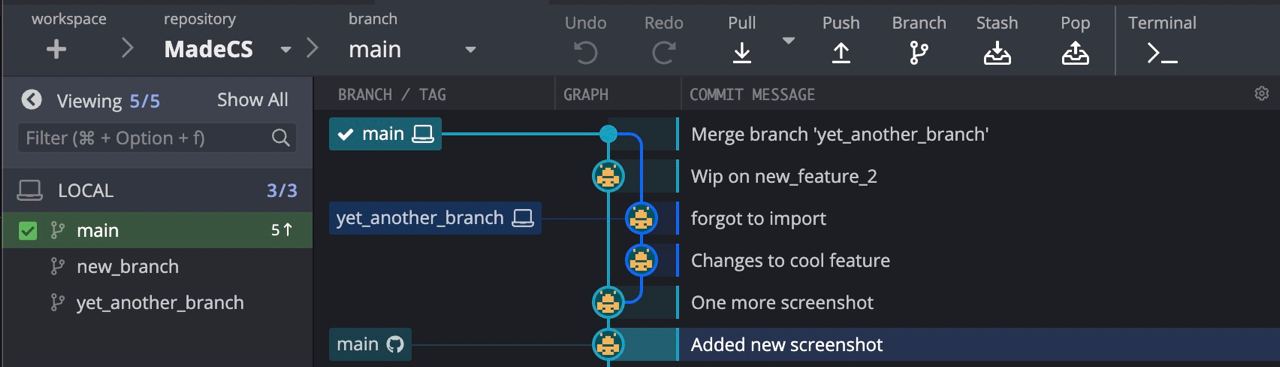 workspace
repository
branch
MadeCS
main
Undo
Redo
Pull
Push
Branch
Stash
Pop
Terminal
Viewing 5/5
Show All
Filter (⌘ + Option + f)
LOCAL 3/3
main 5↑
new_branch
yet_another_branch
BRANCH / TAG
GRAPH
COMMIT MESSAGE
main
Merge branch 'yet_another_branch'
Wip on new_feature_2
yet_another_branch
forgot to import
Changes to cool feature
One more screenshot
main
Added new screenshot